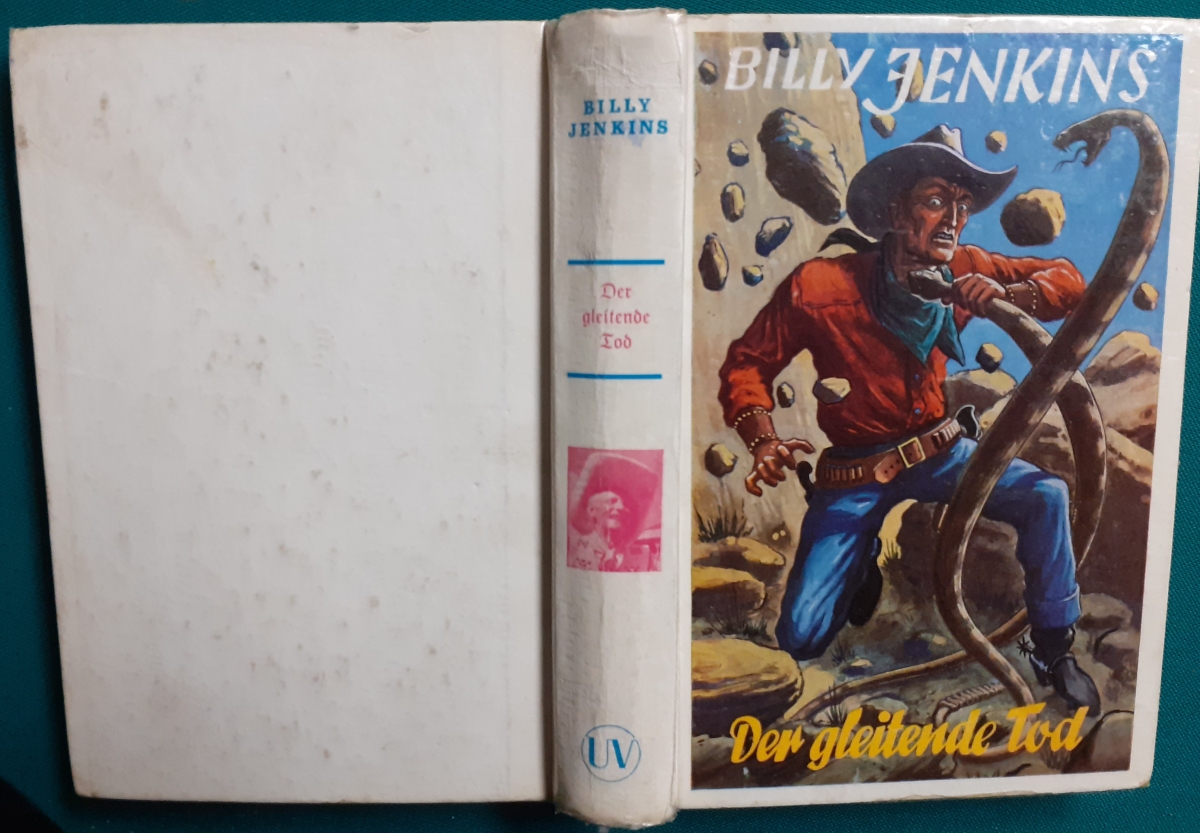 BILLY
JENKINS
Der
gleitende
Tod
UV
BILLY JENKINS
Der gleitende Tod